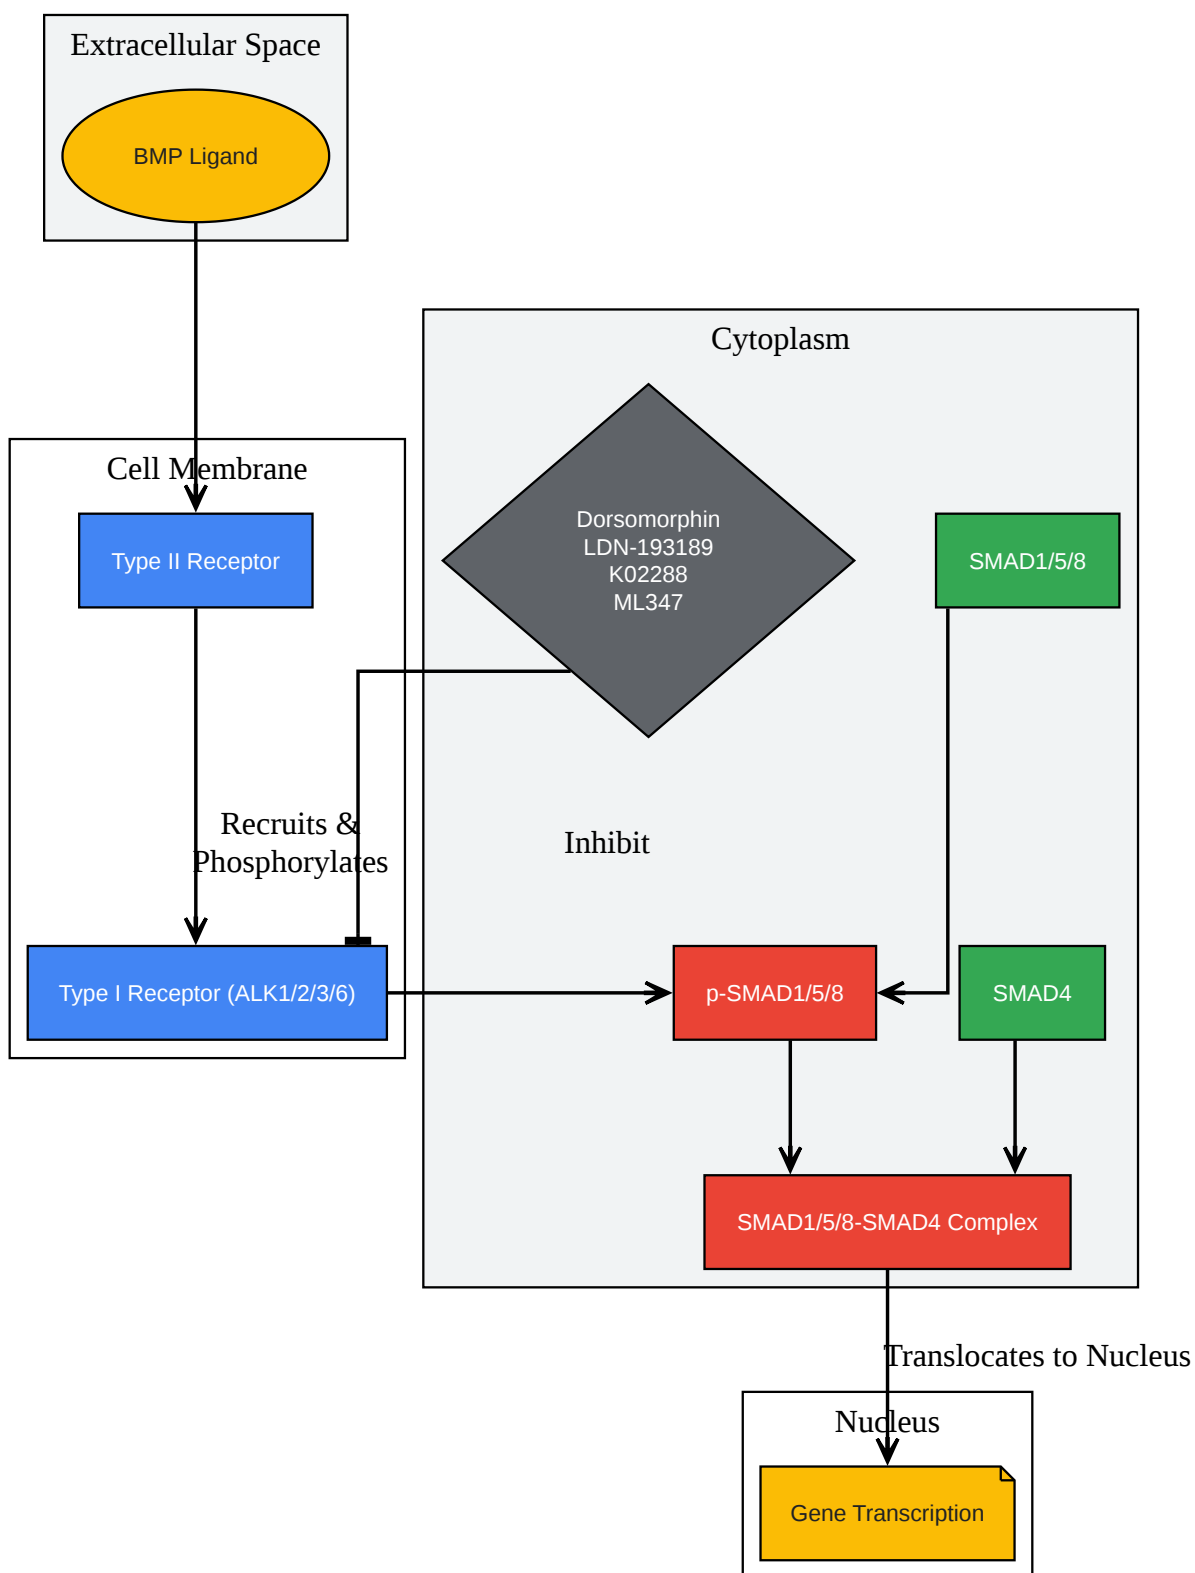 Extracellular Space
BMP Ligand
Cytoplasm
Cell Membrane
Dorsomorphin
LDN-193189
K02288
ML347
Type II Receptor
SMAD1/5/8
Recruits &
Phosphorylates
Inhibit
Type I Receptor (ALK1/2/3/6)
p-SMAD1/5/8
SMAD4
SMAD1/5/8-SMAD4 Complex
Translocates to Nucleus
Nucleus
Gene Transcription